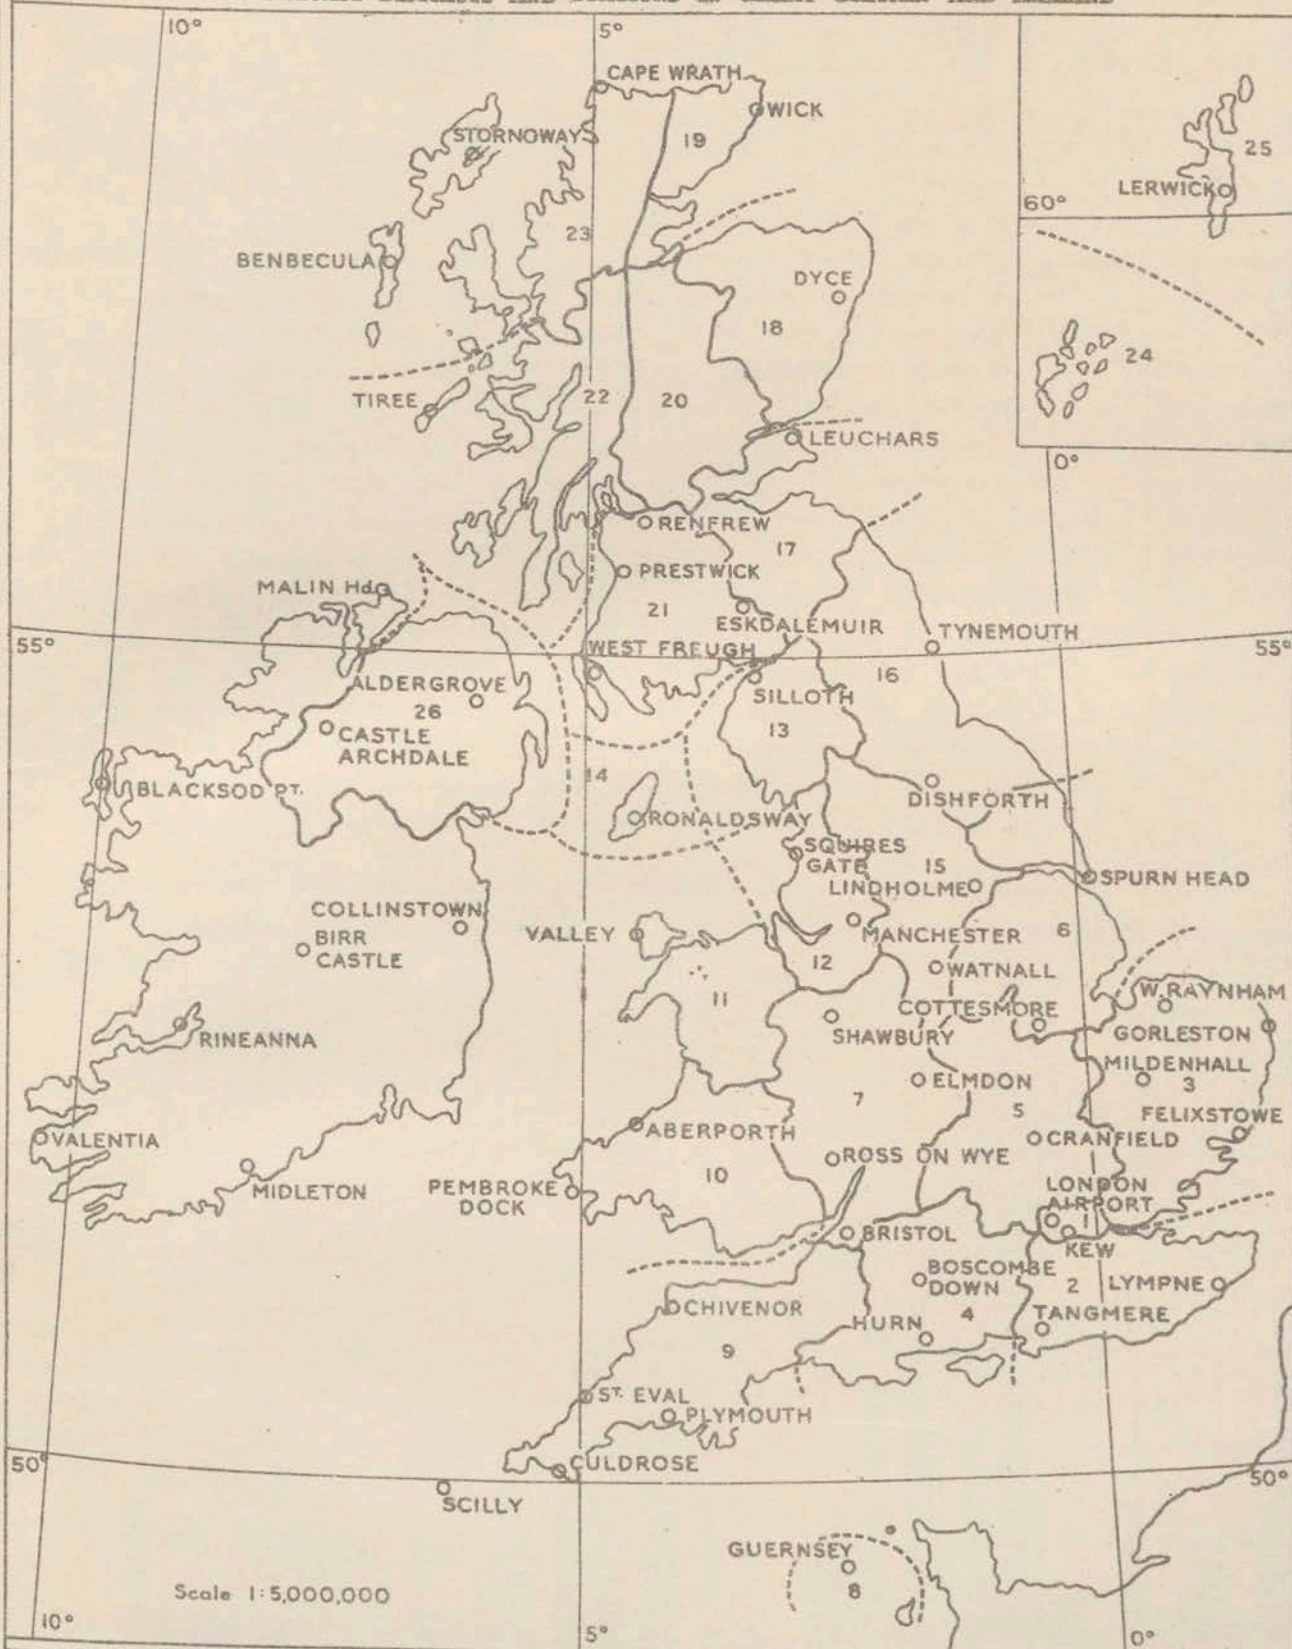 10°
5°
CAPE WRATH
WICK
STORNOWAY
19
25
LERWICK
60°
23
BENBECULA
DYCE
18
24
TIREE
22
20
LEUCHARS
0°
RENFREW
17
MALIN Hd.
PRESTWICK
21
ESKDALEMUIR
TYNEMOUTH
55°
55°
WEST FREUGH
16
ALDERGROVE
SILLOTH
26
13
CASTLE
ARCHDALE
14
BLACKSOD PT.
DISHFORTH
RONALDSWAY
SQUIRES
GATE
15
LINDHOLME
SPURN HEAD
COLLINSTOWN
BIRR
CASTLE
VALLEY
MANCHESTER
6
12
WATNALL
11
W. RAYNHAM
COTTESMORE
RINEANNA
SHAWBURY
GORLESTON
MILDENHALL
3
ELMDON
7
5
FELIXSTOWE
VALENTIA
ABERPORTH
CRANFIELD
ROSS ON WYE
MIDLETON
PEMBROKE
DOCK
10
LONDON
AIRPORT
1
BRISTOL
KEW
BOSCOMBE
DOWN
2
LYMPNE
CHIVENOR
HURN
4
TANGMERE
9
ST. EVAL
PLYMOUTH
50°
CULDROSE
50°
SCILLY
GUERNSEY
8
Scale 1:5,000,000
10°
5°
0°